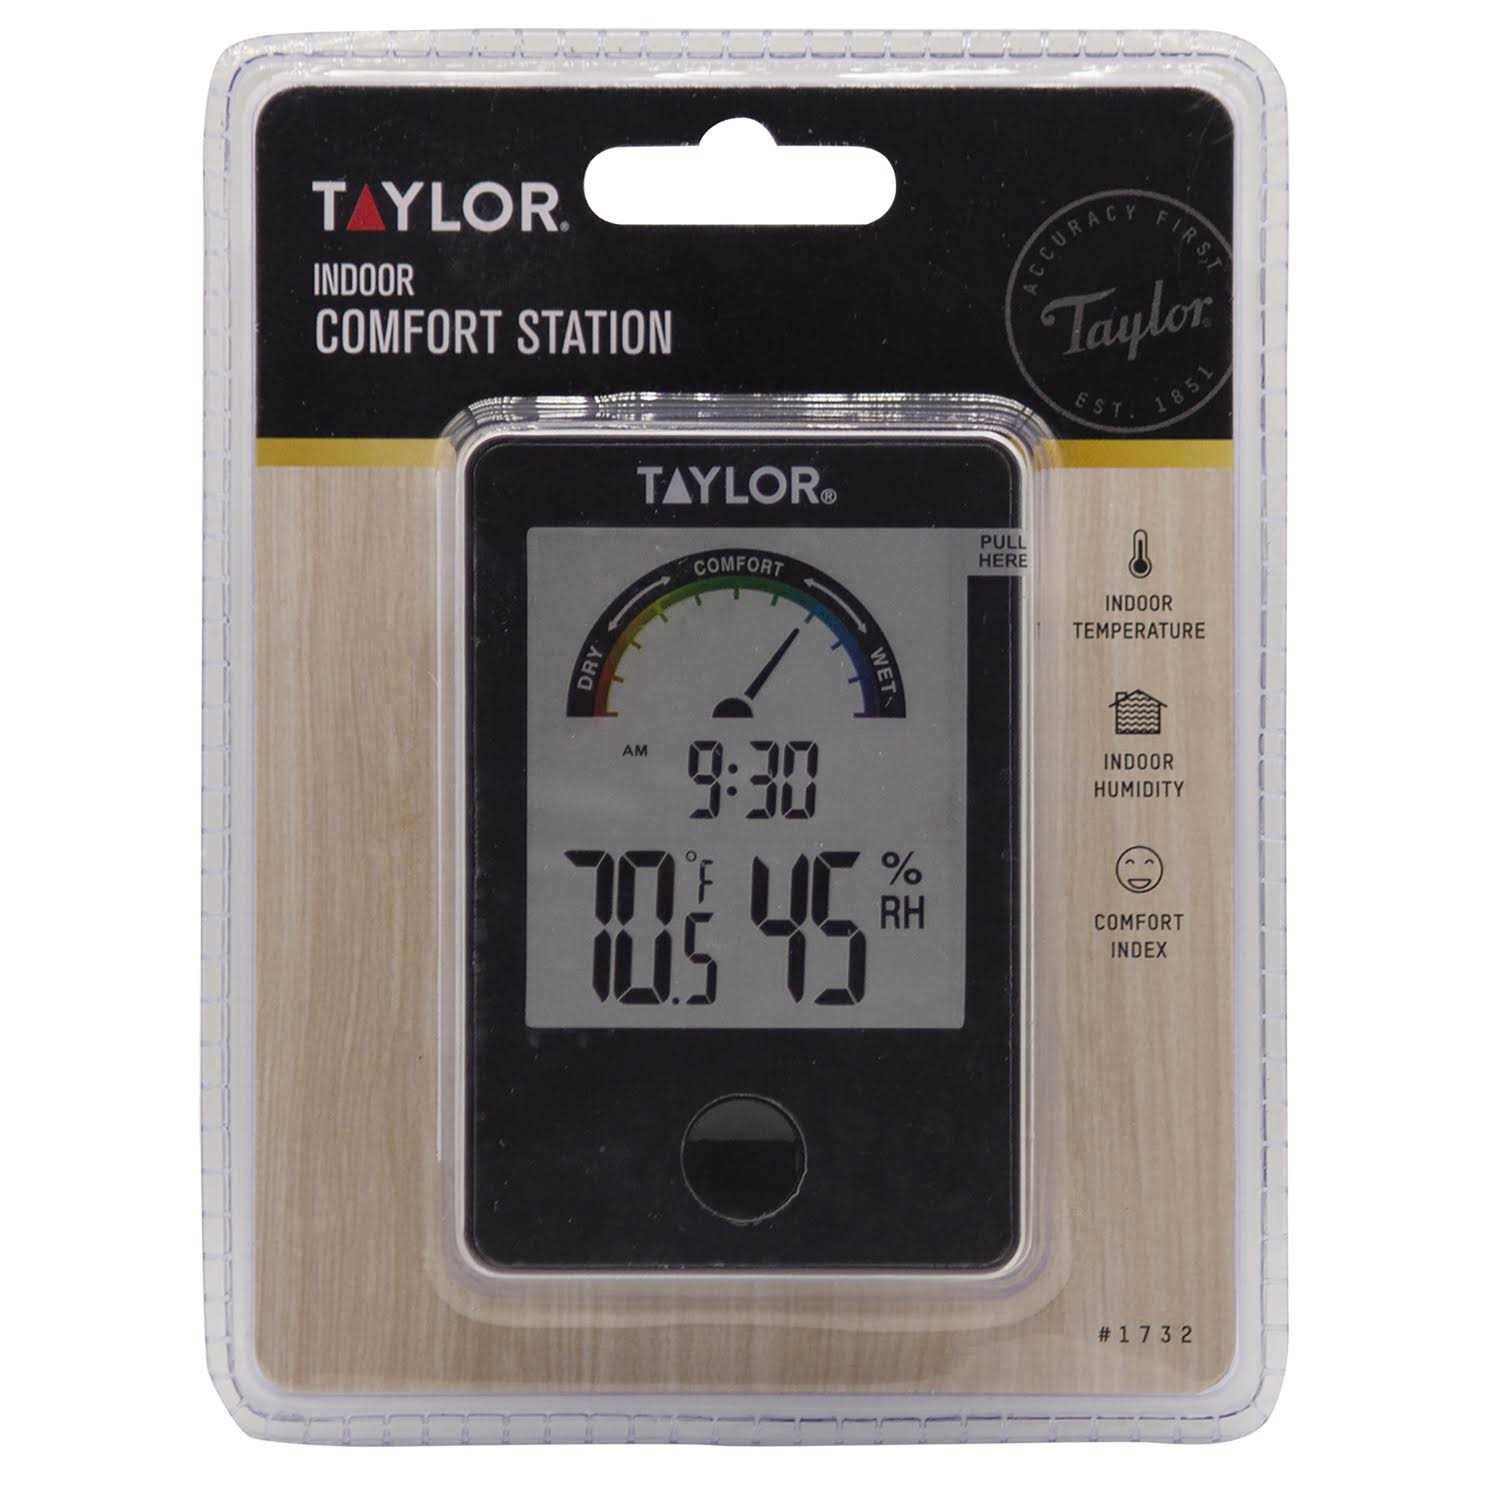 TAYLOR®
INDOOR
COMFORT STATION
ACCURACY FIRST
Taylor®
EST. 1851
TAYLOR®
PULL
HERE
COMFORT
DRY
WET
AM 9:30
70.5 °F 45 % RH
INDOOR
TEMPERATURE
INDOOR
HUMIDITY
COMFORT
INDEX
#1732